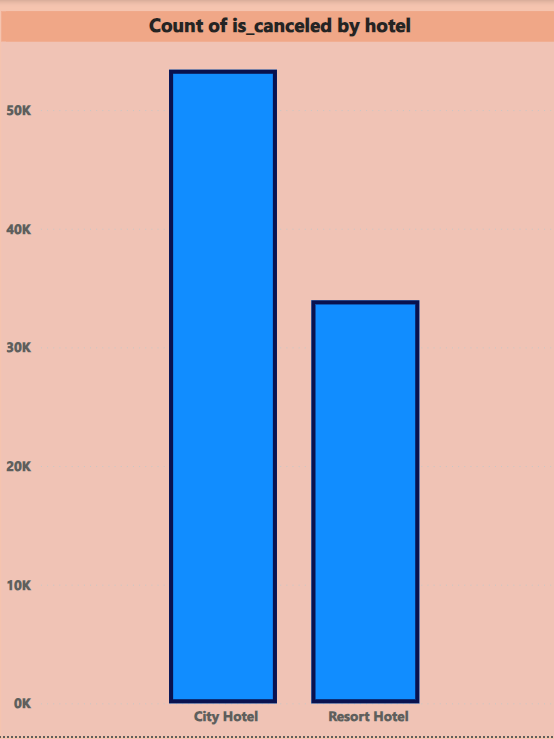 Count of is_canceled by hotel
50K
40K
30K
20K
10K
0K
City Hotel Resort Hotel